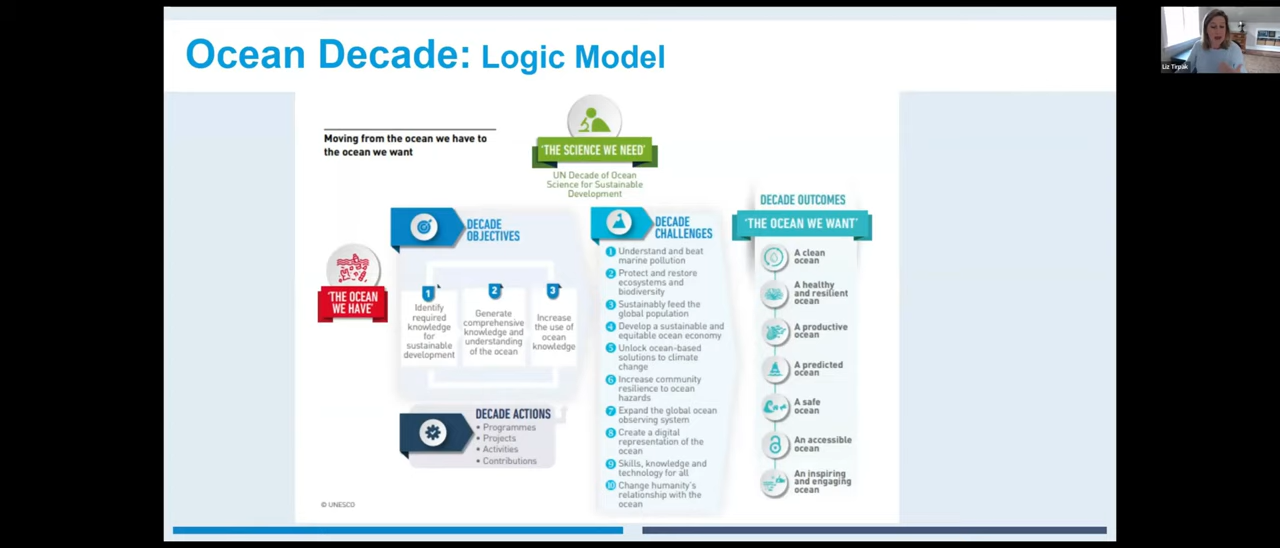 Ocean Decade: Logic Model
Liz Tirpak
Moving from the ocean we have to
the ocean we want
'THE SCIENCE WE NEED'
UN Decade of Ocean
Science for Sustainable
Development
'THE OCEAN
WE HAVE'
DECADE
OBJECTIVES
1
Identify
required
knowledge
for
sustainable
development
2
Generate
comprehensive
knowledge and
understanding
of the ocean
3
Increase
the use of
ocean
knowledge
DECADE ACTIONS
• Programmes
• Projects
• Activities
• Contributions
DECADE
CHALLENGES
1 Understand and beat
marine pollution
2 Protect and restore
ecosystems and
biodiversity
3 Sustainably feed the
global population
4 Develop a sustainable and
equitable ocean economy
5 Unlock ocean-based
solutions to climate
change
6 Increase community
resilience to ocean
hazards
7 Expand the global ocean
observing system
8 Create a digital
representation of the
ocean
9 Skills, knowledge and
technology for all
10 Change humanity's
relationship with the
ocean
DECADE OUTCOMES
'THE OCEAN WE WANT'
A clean
ocean
A healthy
and resilient
ocean
A productive
ocean
A predicted
ocean
A safe
ocean
An accessible
ocean
An inspiring
and engaging
ocean
© UNESCO